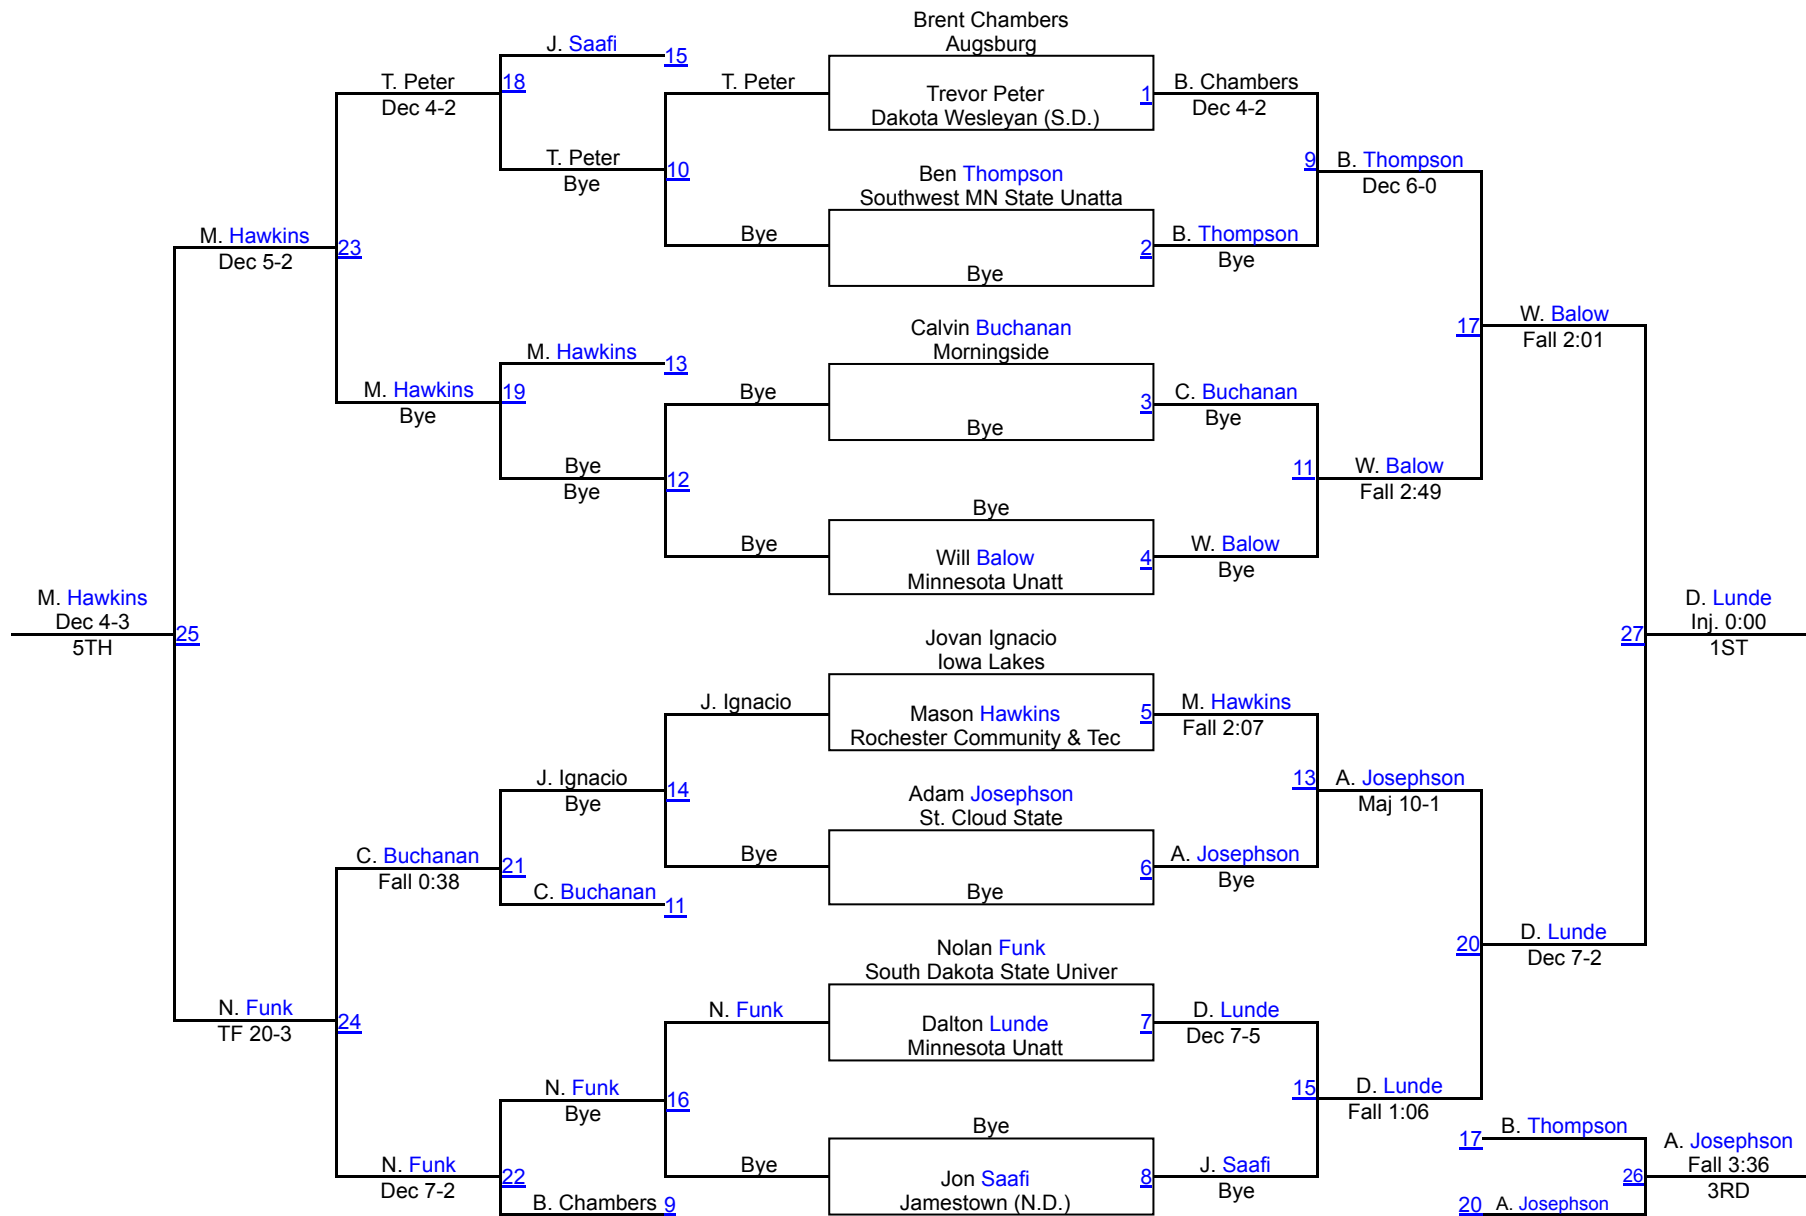 Brent Chambers
Augsburg
J. Saafi
15
T. Peter
18
Dec 4-2
T. Peter
Trevor Peter
Dakota Wesleyan (S.D.)
1
B. Chambers
Dec 4-2
T. Peter
Bye
10
Ben Thompson
Southwest MN State Unatta
9
B. Thompson
Dec 6-0
M. Hawkins
Dec 5-2
23
Bye
Bye
2
B. Thompson
Bye
Calvin Buchanan
Morningside
17
W. Balow
Fall 2:01
M. Hawkins
13
M. Hawkins
Bye
19
Bye
Bye
3
C. Buchanan
Bye
Bye
Bye
12
11
W. Balow
Fall 2:49
Bye
Bye
Will Balow
Minnesota Unatt
4
W. Balow
Bye
M. Hawkins
Dec 4-3
5TH
25
27
D. Lunde
Inj. 0:00
1ST
Jovan Ignacio
Iowa Lakes
J. Ignacio
Mason Hawkins
Rochester Community & Tec
5
M. Hawkins
Fall 2:07
J. Ignacio
Bye
14
Adam Josephson
St. Cloud State
13
A. Josephson
Maj 10-1
C. Buchanan
Fall 0:38
21
C. Buchanan
11
Bye
Bye
6
A. Josephson
Bye
Nolan Funk
South Dakota State Univer
20
D. Lunde
Dec 7-2
N. Funk
TF 20-3
24
N. Funk
Dalton Lunde
Minnesota Unatt
7
D. Lunde
Dec 7-5
N. Funk
Bye
16
Bye
15
D. Lunde
Fall 1:06
N. Funk
Dec 7-2
22
B. Chambers
9
Bye
Jon Saafi
Jamestown (N.D.)
8
J. Saafi
Bye
17
B. Thompson
26
A. Josephson
Fall 3:36
3RD
20
A. Josephson